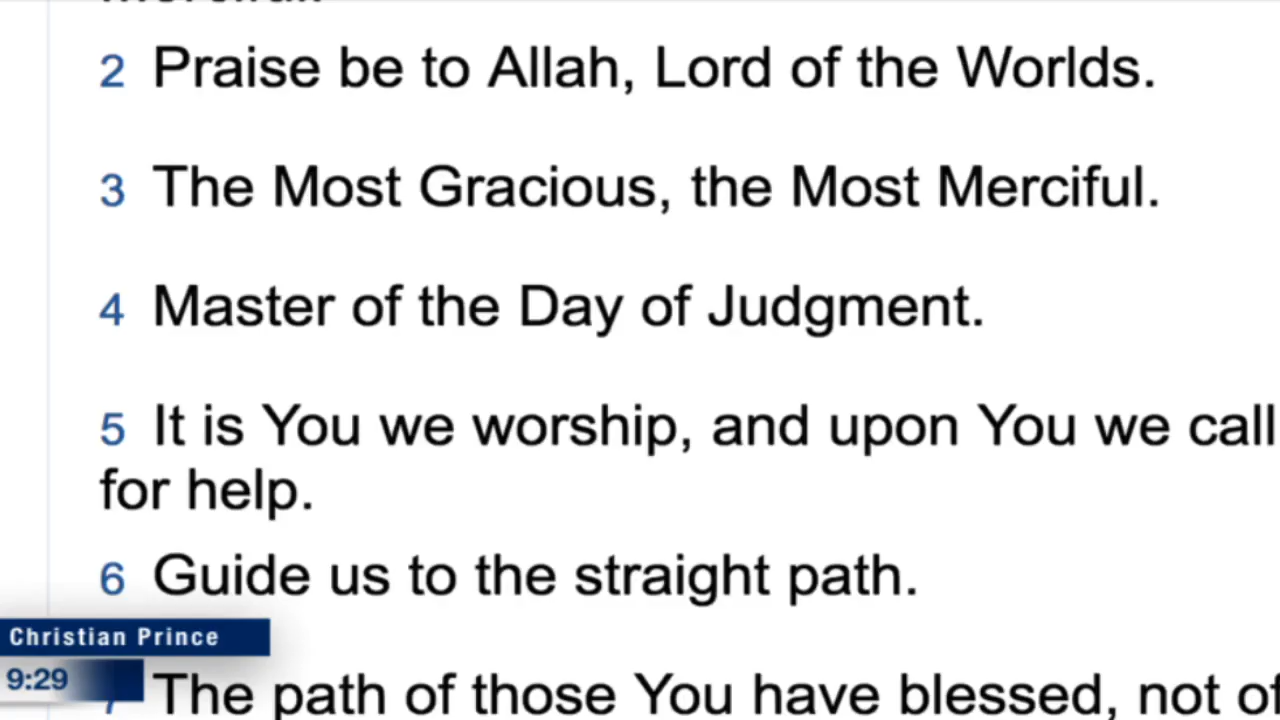 2 Praise be to Allah, Lord of the Worlds.
3 The Most Gracious, the Most Merciful.
4 Master of the Day of Judgment.
5 It is You we worship, and upon You we call
for help.
6 Guide us to the straight path.
Christian Prince
9:29
7 The path of those You have blessed, not of